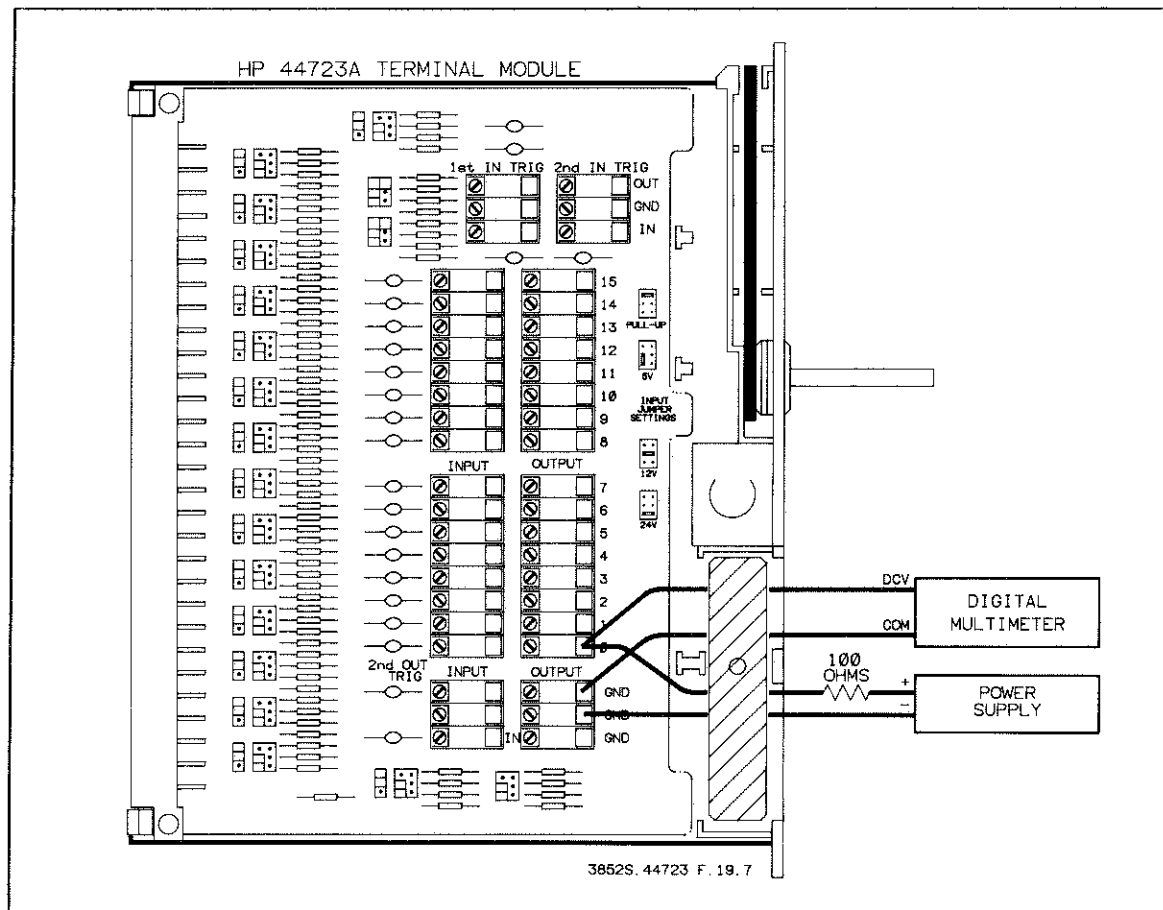 HP 44723A TERMINAL MODULE
1st IN TRIG 2nd IN TRIG
OUT
GND
IN
15
14
13
12
11
10
9
8
PULL-UP
5V
INPUT
JUMPER
SETTINGS
12V
24V
INPUT OUTPUT
7
6
5
4
3
2
1
0
DCV
COM
DIGITAL
MULTIMETER
2nd OUT
TRIG
INPUT OUTPUT
GND
GND
IN GND
100
OHMS
+
-
POWER
SUPPLY
3852S.44723 F.19.7